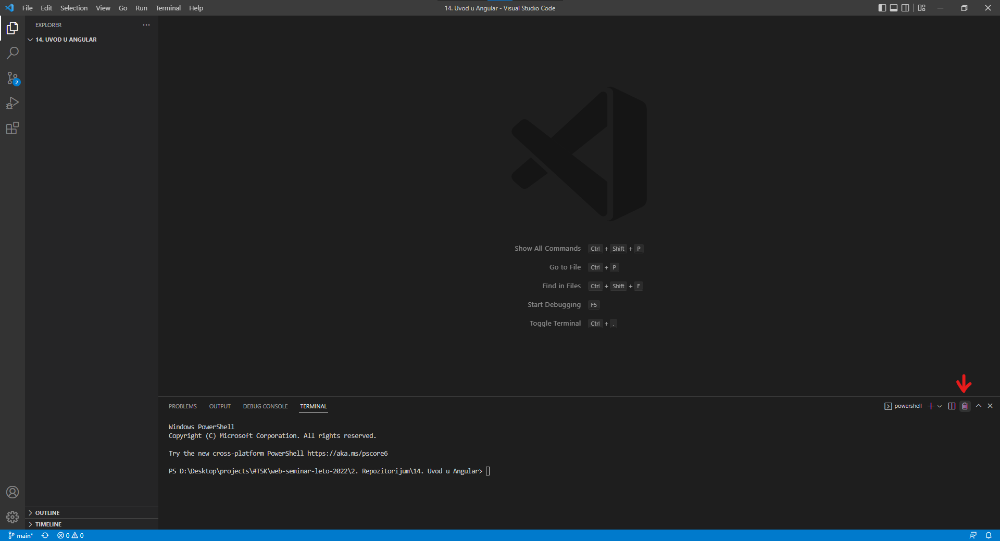 File Edit Selection View Go Run Terminal Help
14. Uvod u Angular - Visual Studio Code
EXPLORER
14. UVOD U ANGULAR
2
Show All Commands Ctrl + Shift + P
Go to File Ctrl + P
Find in Files Ctrl + Shift + F
Start Debugging F5
Toggle Terminal Ctrl + .
PROBLEMS OUTPUT DEBUG CONSOLE TERMINAL
powershell
Windows PowerShell
Copyright (C) Microsoft Corporation. All rights reserved.
Try the new cross-platform PowerShell https://aka.ms/pscore6
PS D:\Desktop\projects\#TSK\web-seminar-leto-2022\2. Repozitorijum\14. Uvod u Angular>
OUTLINE
TIMELINE
main* 0 0